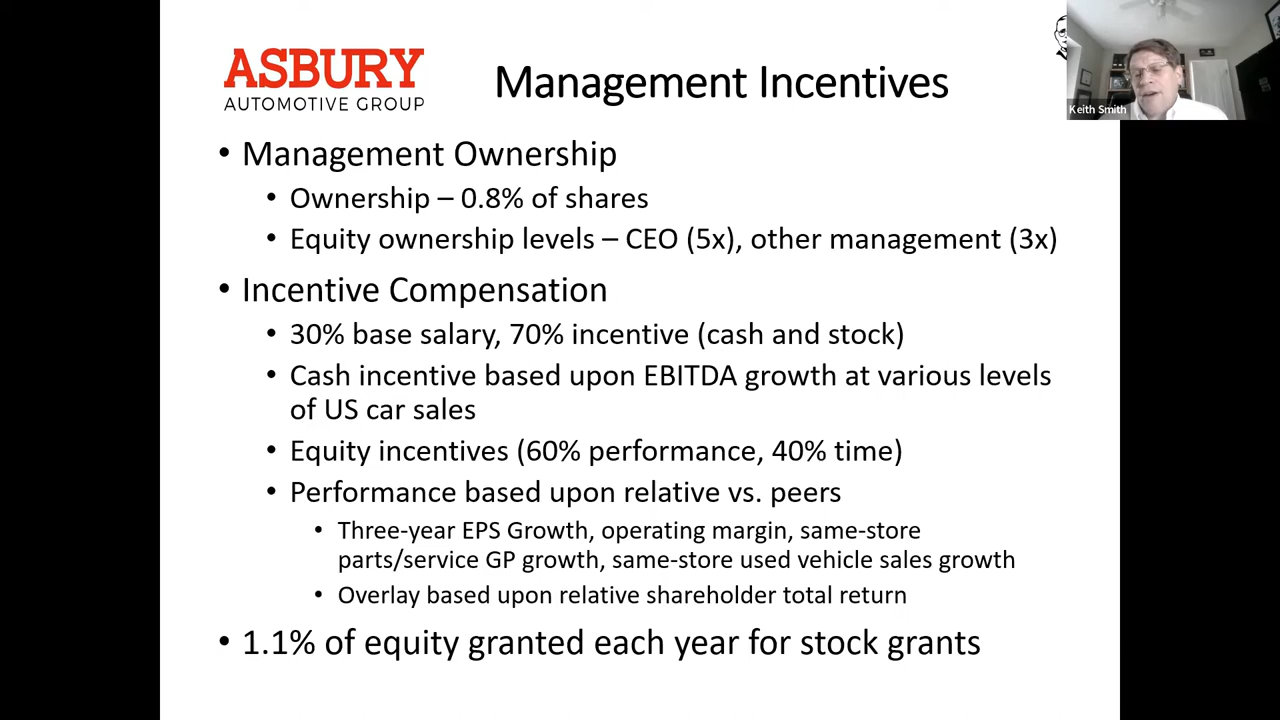 ASBURY
AUTOMOTIVE GROUP
Management Incentives
Keith Smith
• Management Ownership
• Ownership – 0.8% of shares
• Equity ownership levels – CEO (5x), other management (3x)
• Incentive Compensation
• 30% base salary, 70% incentive (cash and stock)
• Cash incentive based upon EBITDA growth at various levels
of US car sales
• Equity incentives (60% performance, 40% time)
• Performance based upon relative vs. peers
• Three-year EPS Growth, operating margin, same-store
parts/service GP growth, same-store used vehicle sales growth
• Overlay based upon relative shareholder total return
• 1.1% of equity granted each year for stock grants